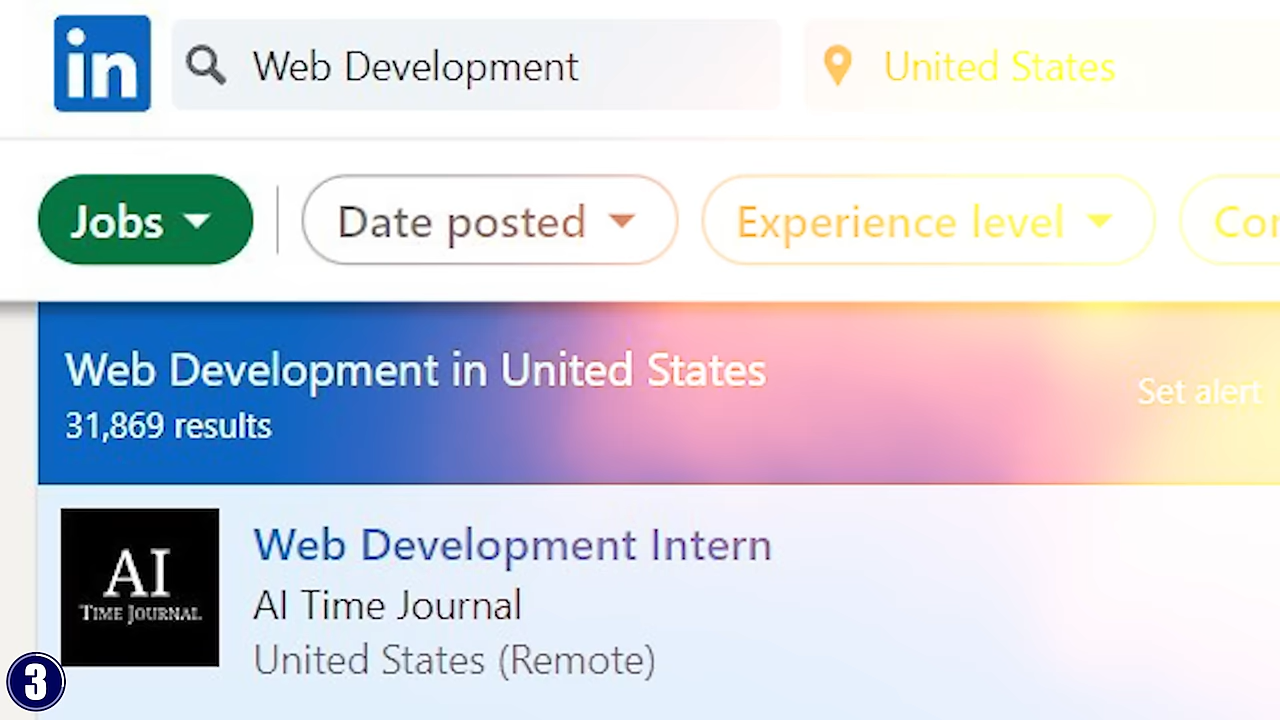 in
Web Development
United States
Jobs
Date posted
Experience level
Web Development in United States
31,869 results
Set alert
AI
TIME JOURNAL
Web Development Intern
AI Time Journal
United States (Remote)
3